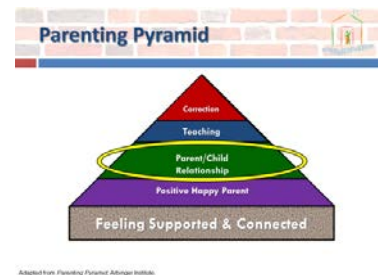 Parenting Pyramid
Correction
Teaching
Parent/Child
Relationship
Positive Happy Parent
Feeling Supported & Connected
Adapted from Parenting Pyramid, Arbinger Institute.